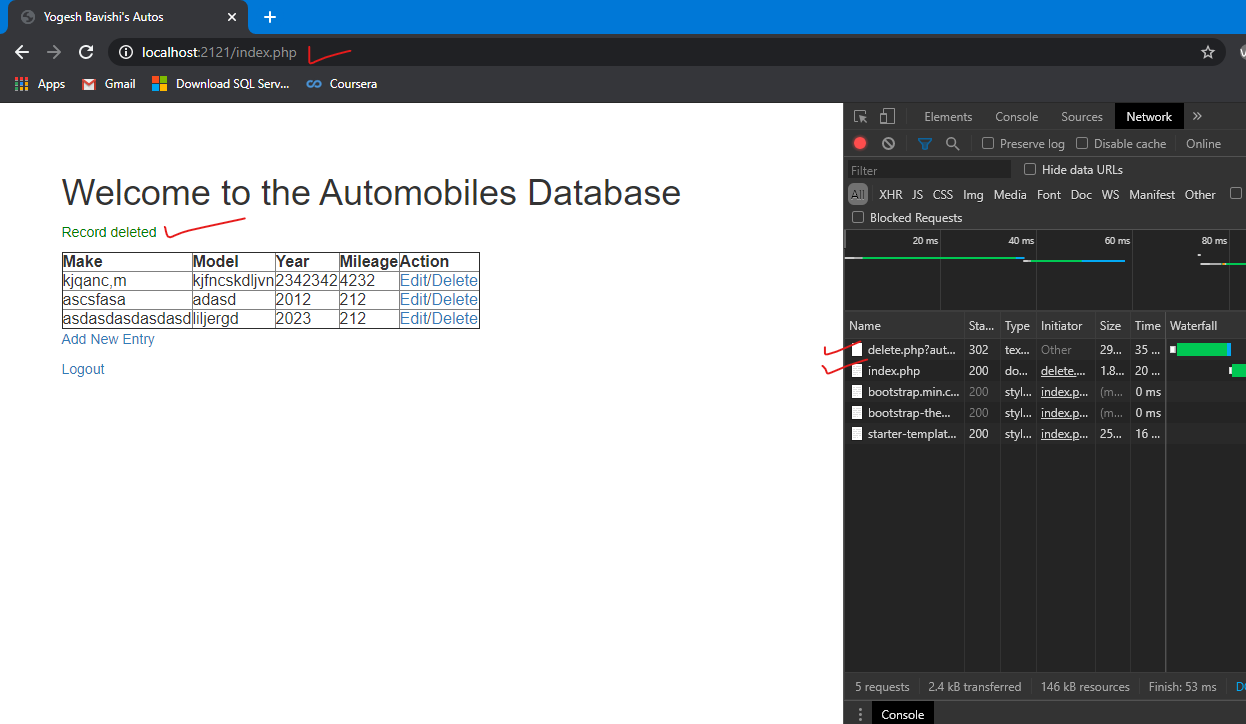 Yogesh Bavishi's Autos
localhost:2121/index.php
Apps Gmail Download SQL Serv... Coursera
Welcome to the Automobiles Database
Record deleted
Make Model Year Mileage Action
kjqanc,m kjfncskdljvn 2342342 4232 Edit/Delete
ascsfasa adasd 2012 212 Edit/Delete
asdasdasdasdasd liljergd 2023 212 Edit/Delete
Add New Entry
Logout
Elements Console Sources Network
Preserve log Disable cache Online
Filter Hide data URLs
All XHR JS CSS Img Media Font Doc WS Manifest Other
Blocked Requests
20 ms 40 ms 60 ms 80 ms
Name Sta... Type Initiator Size Time Waterfall
delete.php?aut... 302 tex... Other 29... 35 ...
index.php 200 do... delete.... 1.8... 20 ...
bootstrap.min.c... 200 styl... index.p... (m... 0 ms
bootstrap-the... 200 styl... index.p... (m... 0 ms
starter-templat... 200 styl... index.p... 25... 16 ...
5 requests 2.4 kB transferred 146 kB resources Finish: 53 ms
Console